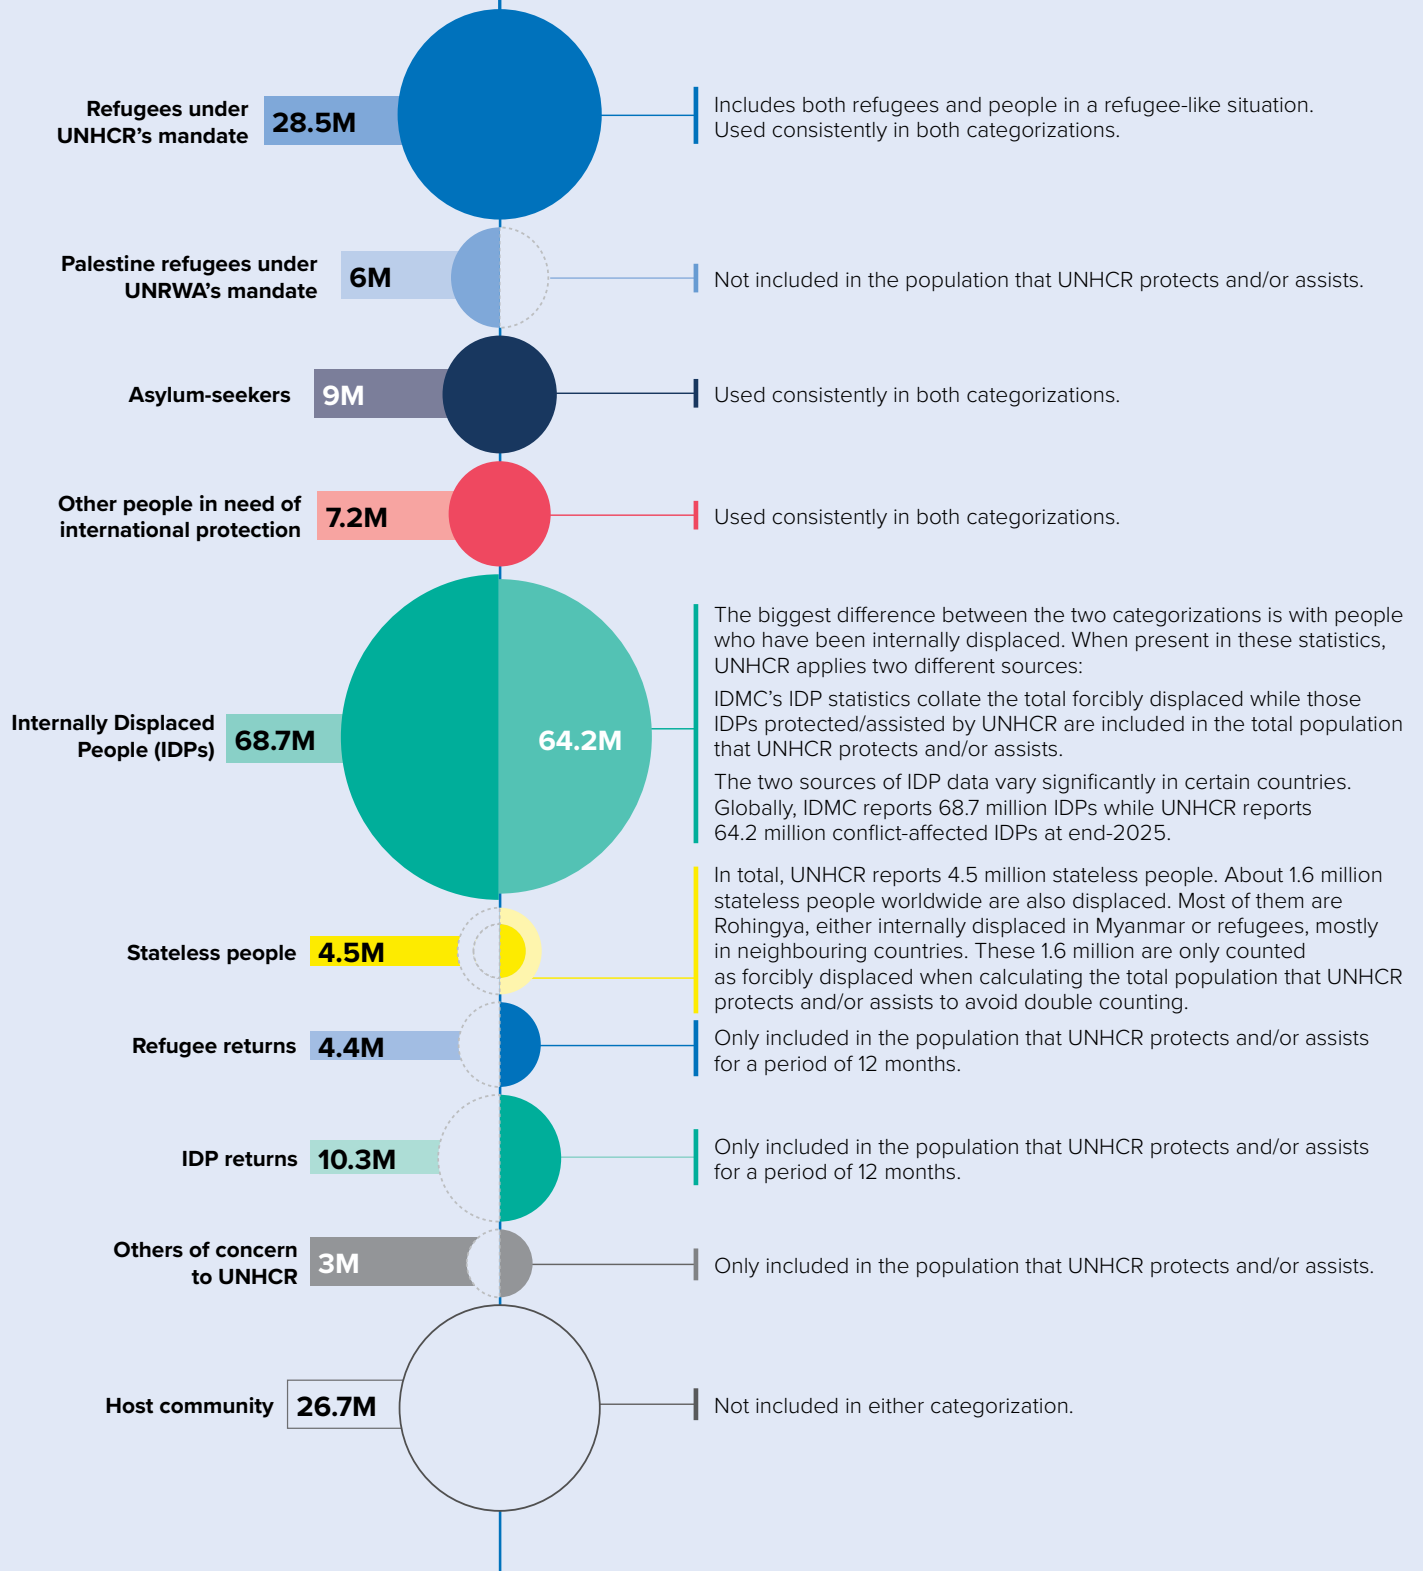 Refugees under
UNHCR’s mandate
28.5M
Includes both refugees and people in a refugee-like situation.
Used consistently in both categorizations.
Palestine refugees under
UNRWA’s mandate
6M
Not included in the population that UNHCR protects and/or assists.
Asylum-seekers
9M
Used consistently in both categorizations.
Other people in need of
international protection
7.2M
Used consistently in both categorizations.
Internally Displaced
People (IDPs)
68.7M
64.2M
The biggest difference between the two categorizations is with people
who have been internally displaced. When present in these statistics,
UNHCR applies two different sources:
IDMC’s IDP statistics collate the total forcibly displaced while those
IDPs protected/assisted by UNHCR are included in the total population
that UNHCR protects and/or assists.
The two sources of IDP data vary significantly in certain countries.
Globally, IDMC reports 68.7 million IDPs while UNHCR reports
64.2 million conflict-affected IDPs at end-2025.
Stateless people
4.5M
In total, UNHCR reports 4.5 million stateless people. About 1.6 million
stateless people worldwide are also displaced. Most of them are
Rohingya, either internally displaced in Myanmar or refugees, mostly
in neighbouring countries. These 1.6 million are only counted
as forcibly displaced when calculating the total population that UNHCR
protects and/or assists to avoid double counting.
Refugee returns
4.4M
Only included in the population that UNHCR protects and/or assists
for a period of 12 months.
IDP returns
10.3M
Only included in the population that UNHCR protects and/or assists
for a period of 12 months.
Others of concern
to UNHCR
3M
Only included in the population that UNHCR protects and/or assists.
Host community
26.7M
Not included in either categorization.